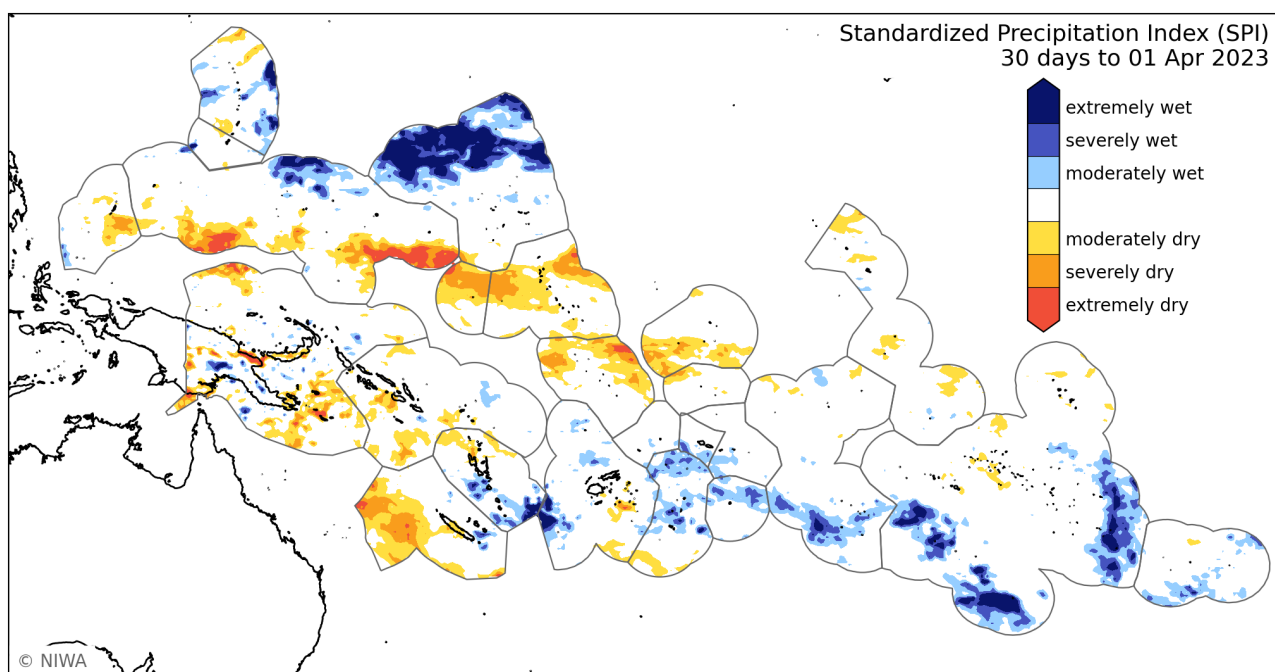 Standardized Precipitation Index (SPI)
30 days to 01 Apr 2023
extremely wet
severely wet
moderately wet
moderately dry
severely dry
extremely dry
© NIWA